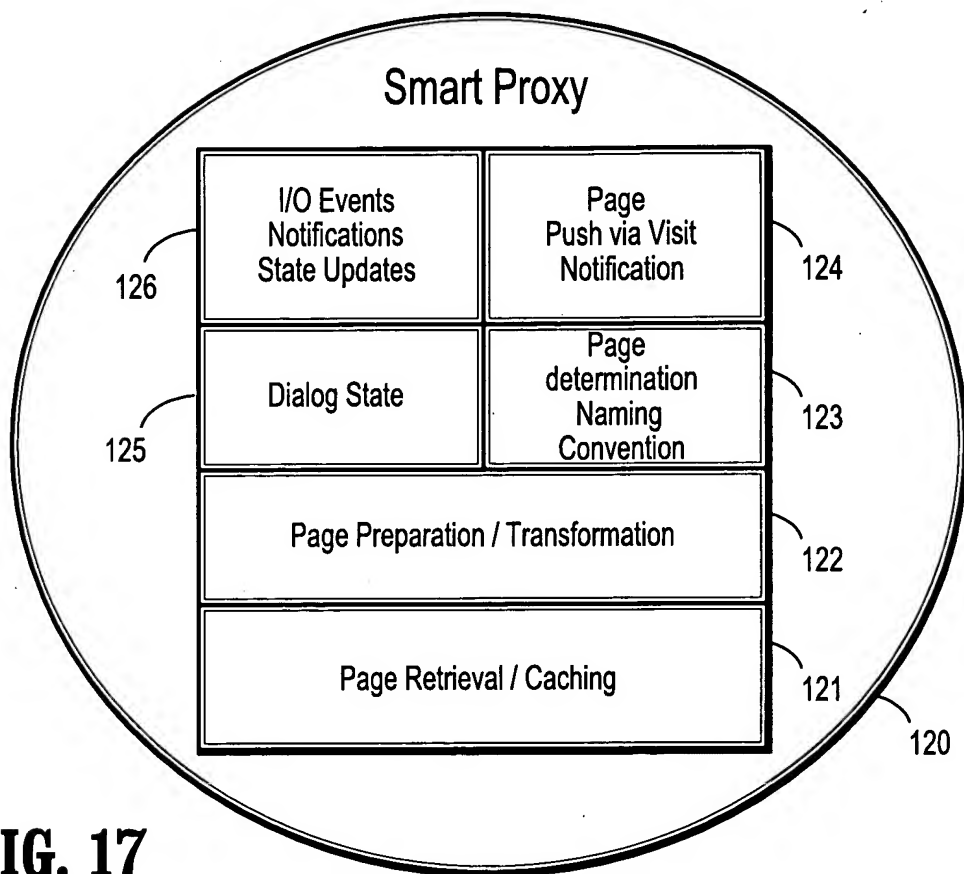 Smart Proxy
I/O Events
Notifications
State Updates
Page
Push via Visit
Notification
126
124
Dialog State
Page
determination
Naming
Convention
125
123
Page Preparation / Transformation
122
Page Retrieval / Caching
121
120
IG. 17